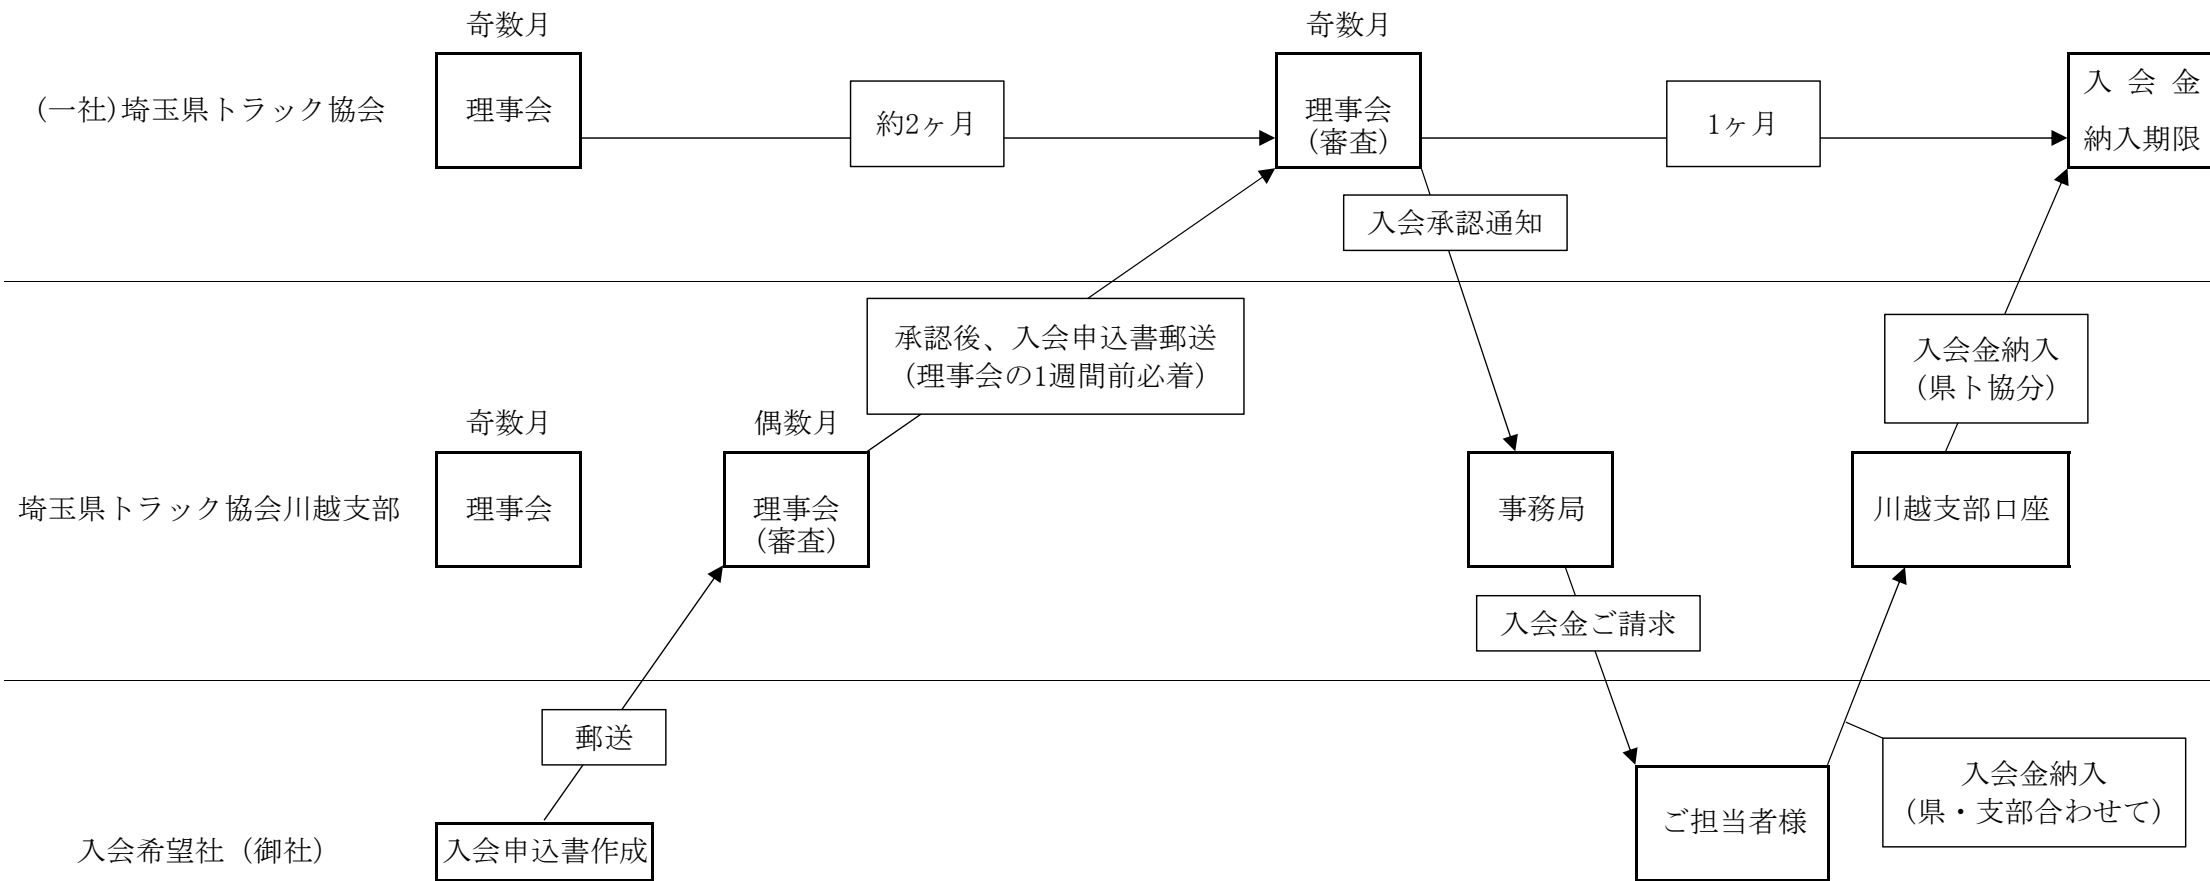 奇数月
奇数月
(一社)埼玉県トラック協会
理事会
約2ヶ月
理事会
(審査)
1ヶ月
入会金
納入期限
入会承認通知
承認後、入会申込書郵送
(理事会の1週間前必着)
入会金納入
(県ト協分)
奇数月
偶数月
埼玉県トラック協会川越支部
理事会
理事会
(審査)
事務局
川越支部口座
入会金ご請求
郵送
入会金納入
(県・支部合わせて)
入会希望社（御社）
入会申込書作成
ご担当者様